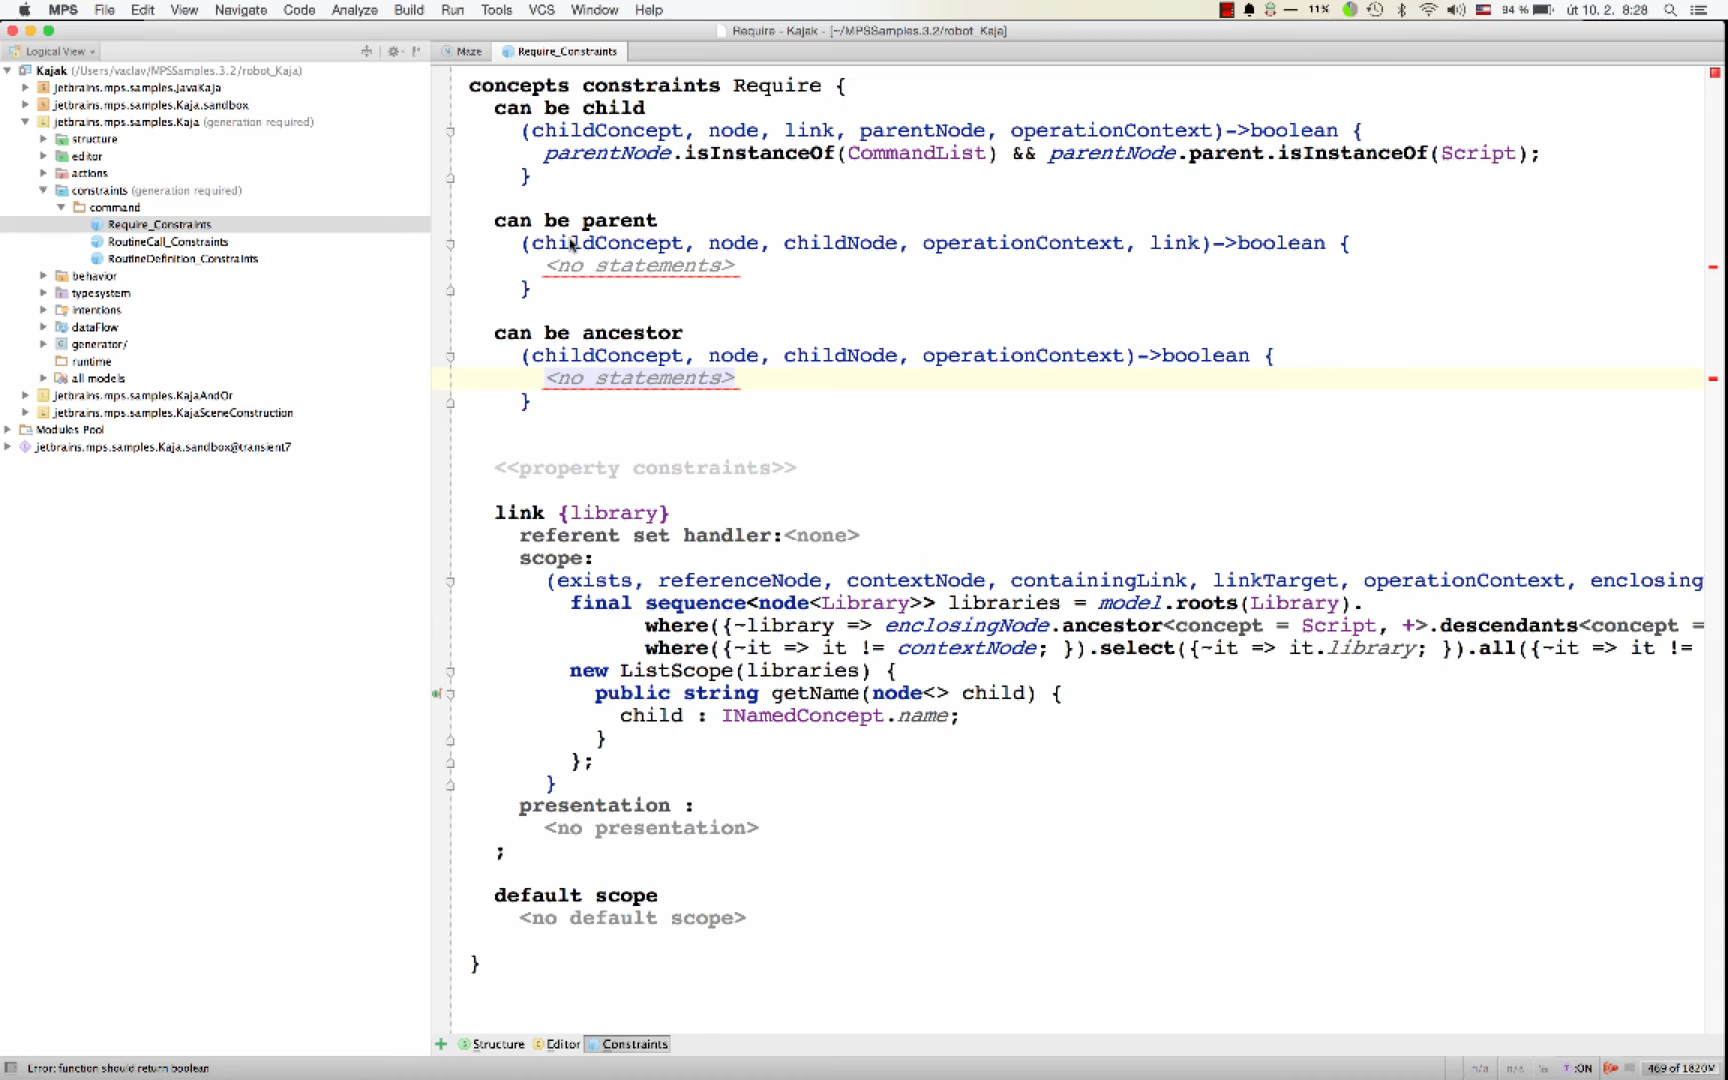 MPS File Edit View Navigate Code Analyze Build Run Tools VCS Window Help 11% 94 % út 10. 2. 8:28
Require - Kajak - [~/MPSSamples.3.2/robot_Kaja]
Logical View Maze Require_Constraints
Kajak (/Users/vaclav/MPSSamples.3.2/robot_Kaja)
jetbrains.mps.samples.JavaKaja
jetbrains.mps.samples.Kaja.sandbox
jetbrains.mps.samples.Kaja (generation required)
structure
editor
actions
constraints (generation required)
command
Require_Constraints
RoutineCall_Constraints
RoutineDefinition_Constraints
behavior
typesystem
intentions
dataFlow
generator/
runtime
all models
jetbrains.mps.samples.KajaAndOr
jetbrains.mps.samples.KajaSceneConstruction
Modules Pool
jetbrains.mps.samples.Kaja.sandbox@transient7
concepts constraints Require {
can be child
(childConcept, node, link, parentNode, operationContext)->boolean {
parentNode.isInstanceOf(CommandList) && parentNode.parent.isInstanceOf(Script);
}
can be parent
(childConcept, node, childNode, operationContext, link)->boolean {
<no statements>
}
can be ancestor
(childConcept, node, childNode, operationContext)->boolean {
<no statements>
}
<<property constraints>>
link {library}
referent set handler:<none>
scope:
(exists, referenceNode, contextNode, containingLink, linkTarget, operationContext, enclosing
final sequence<node<Library>> libraries = model.roots(Library).
where({~library => enclosingNode.ancestor<concept = Script, +>.descendants<concept =
where({~it => it != contextNode; }).select({~it => it.library; }).all({~it => it !=
new ListScope(libraries) {
public string getName(node<> child) {
child : INamedConcept.name;
}
};
}
presentation :
<no presentation>
;
default scope
<no default scope>
}
Structure Editor Constraints
Error: function should return boolean n/a n/a T :ON 469 of 1820M